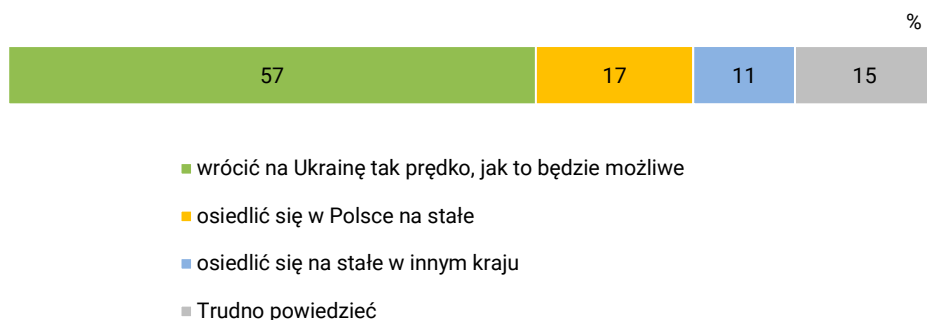 %
57 17 11 15
wrócić na Ukrainę tak prędko, jak to będzie możliwe
osiedlić się w Polsce na stałe
osiedlić się na stałe w innym kraju
Trudno powiedzieć